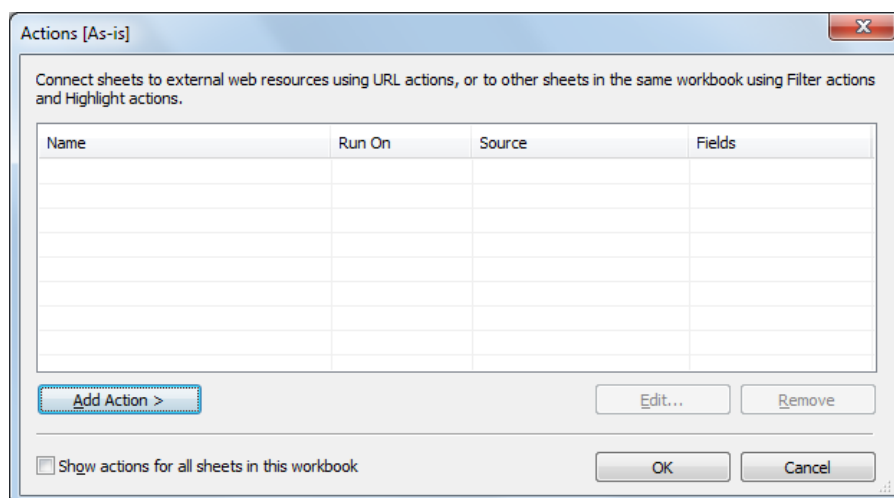 Actions [As-is]
Connect sheets to external web resources using URL actions, or to other sheets in the same workbook using Filter actions
and Highlight actions.
Name Run On Source Fields
Add Action > Edit... Remove
Show actions for all sheets in this workbook OK Cancel